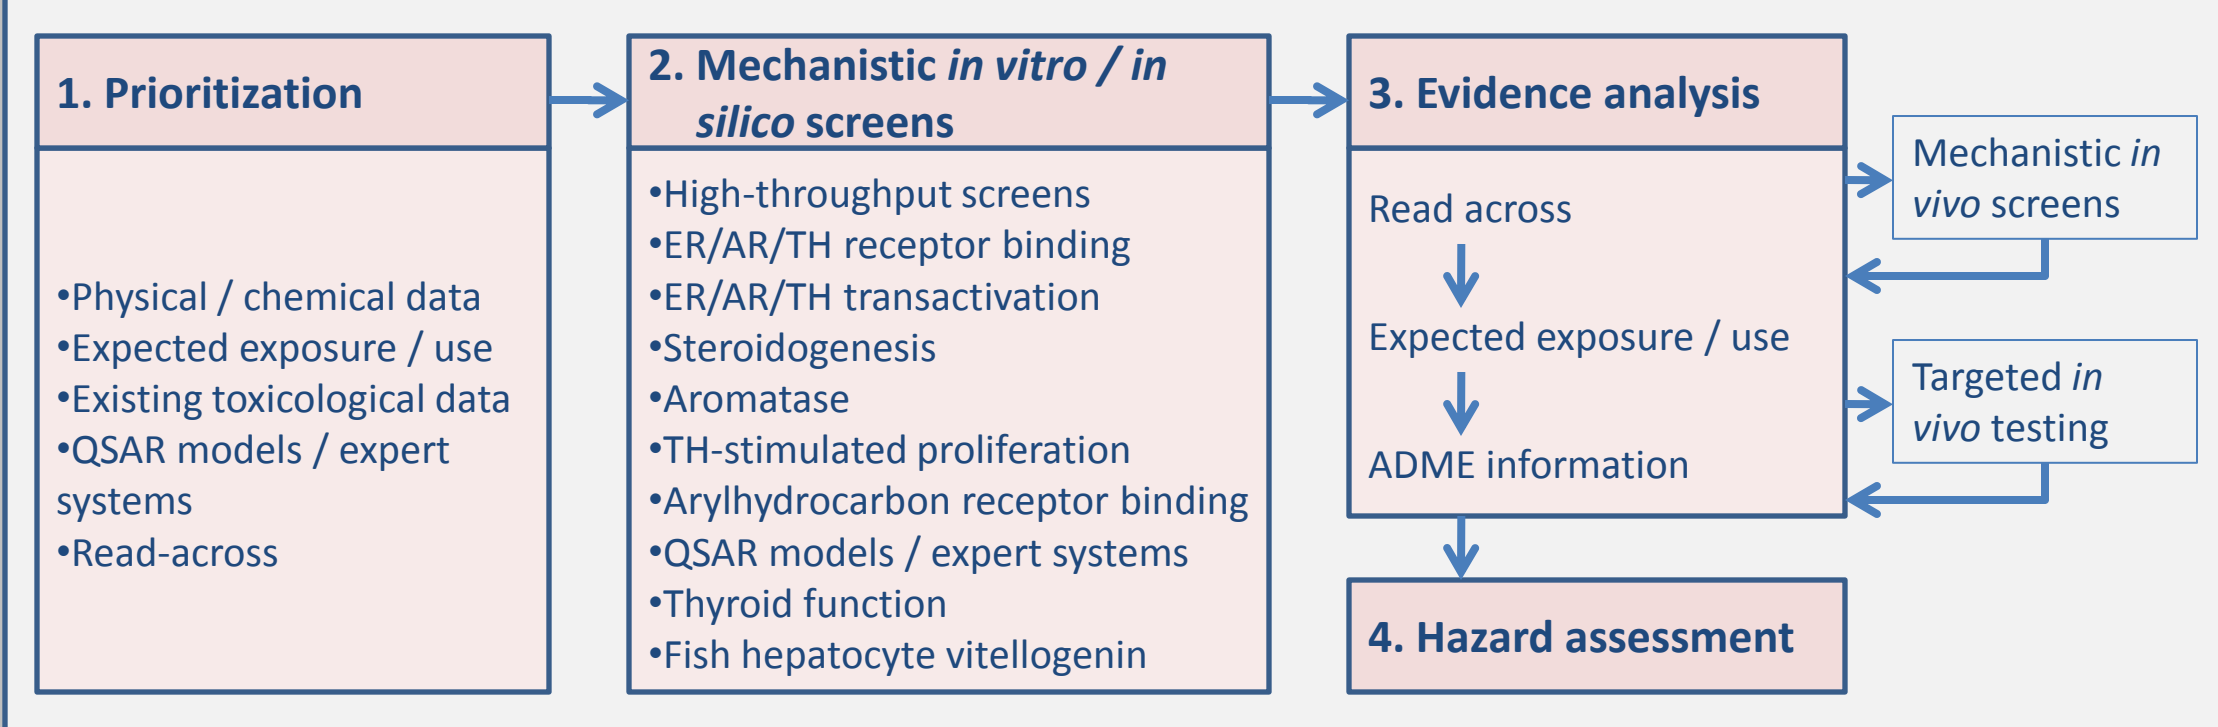 1. Prioritization
•Physical / chemical data
•Expected exposure / use
•Existing toxicological data
•QSAR models / expert
systems
•Read-across
2. Mechanistic in vitro / in
silico screens
•High-throughput screens
•ER/AR/TH receptor binding
•ER/AR/TH transactivation
•Steroidogenesis
•Aromatase
•TH-stimulated proliferation
•Arylhydrocarbon receptor binding
•QSAR models / expert systems
•Thyroid function
•Fish hepatocyte vitellogenin
3. Evidence analysis
Read across
Expected exposure / use
ADME information
Mechanistic in
vivo screens
Targeted in
vivo testing
4. Hazard assessment